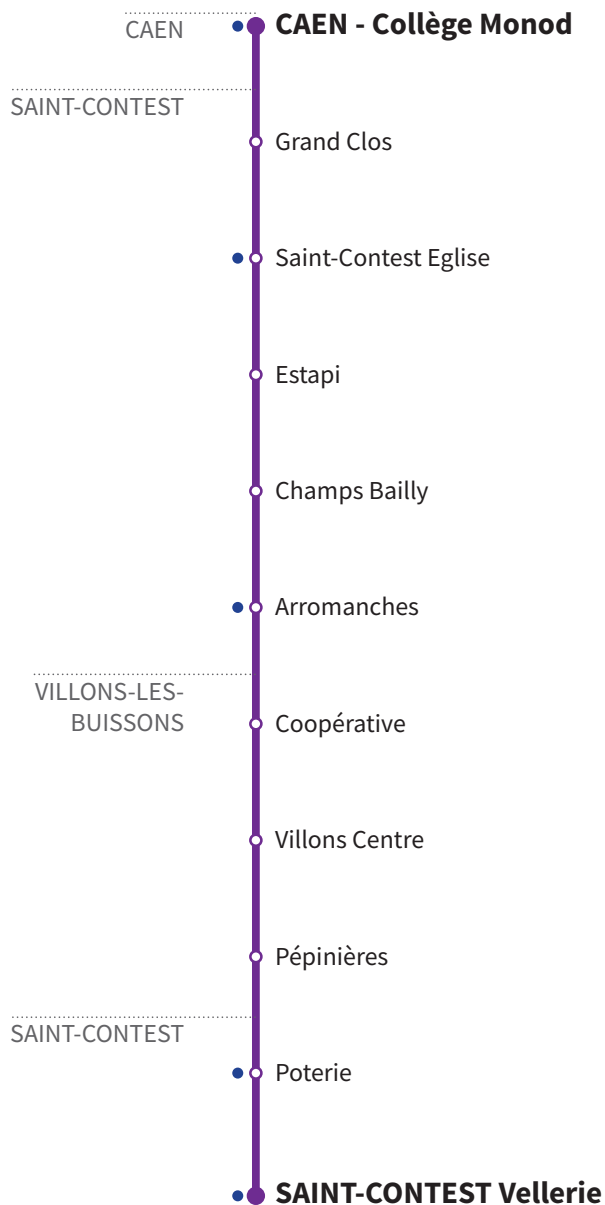 CAEN
CAEN - Collège Monod
SAINT-CONTEST
Grand Clos
Saint-Contest Eglise
Estapi
Champs Bailly
Arromanches
VILLONS-LES-
BUISSONS
Coopérative
Villons Centre
Pépinières
SAINT-CONTEST
Poterie
SAINT-CONTEST Vellerie